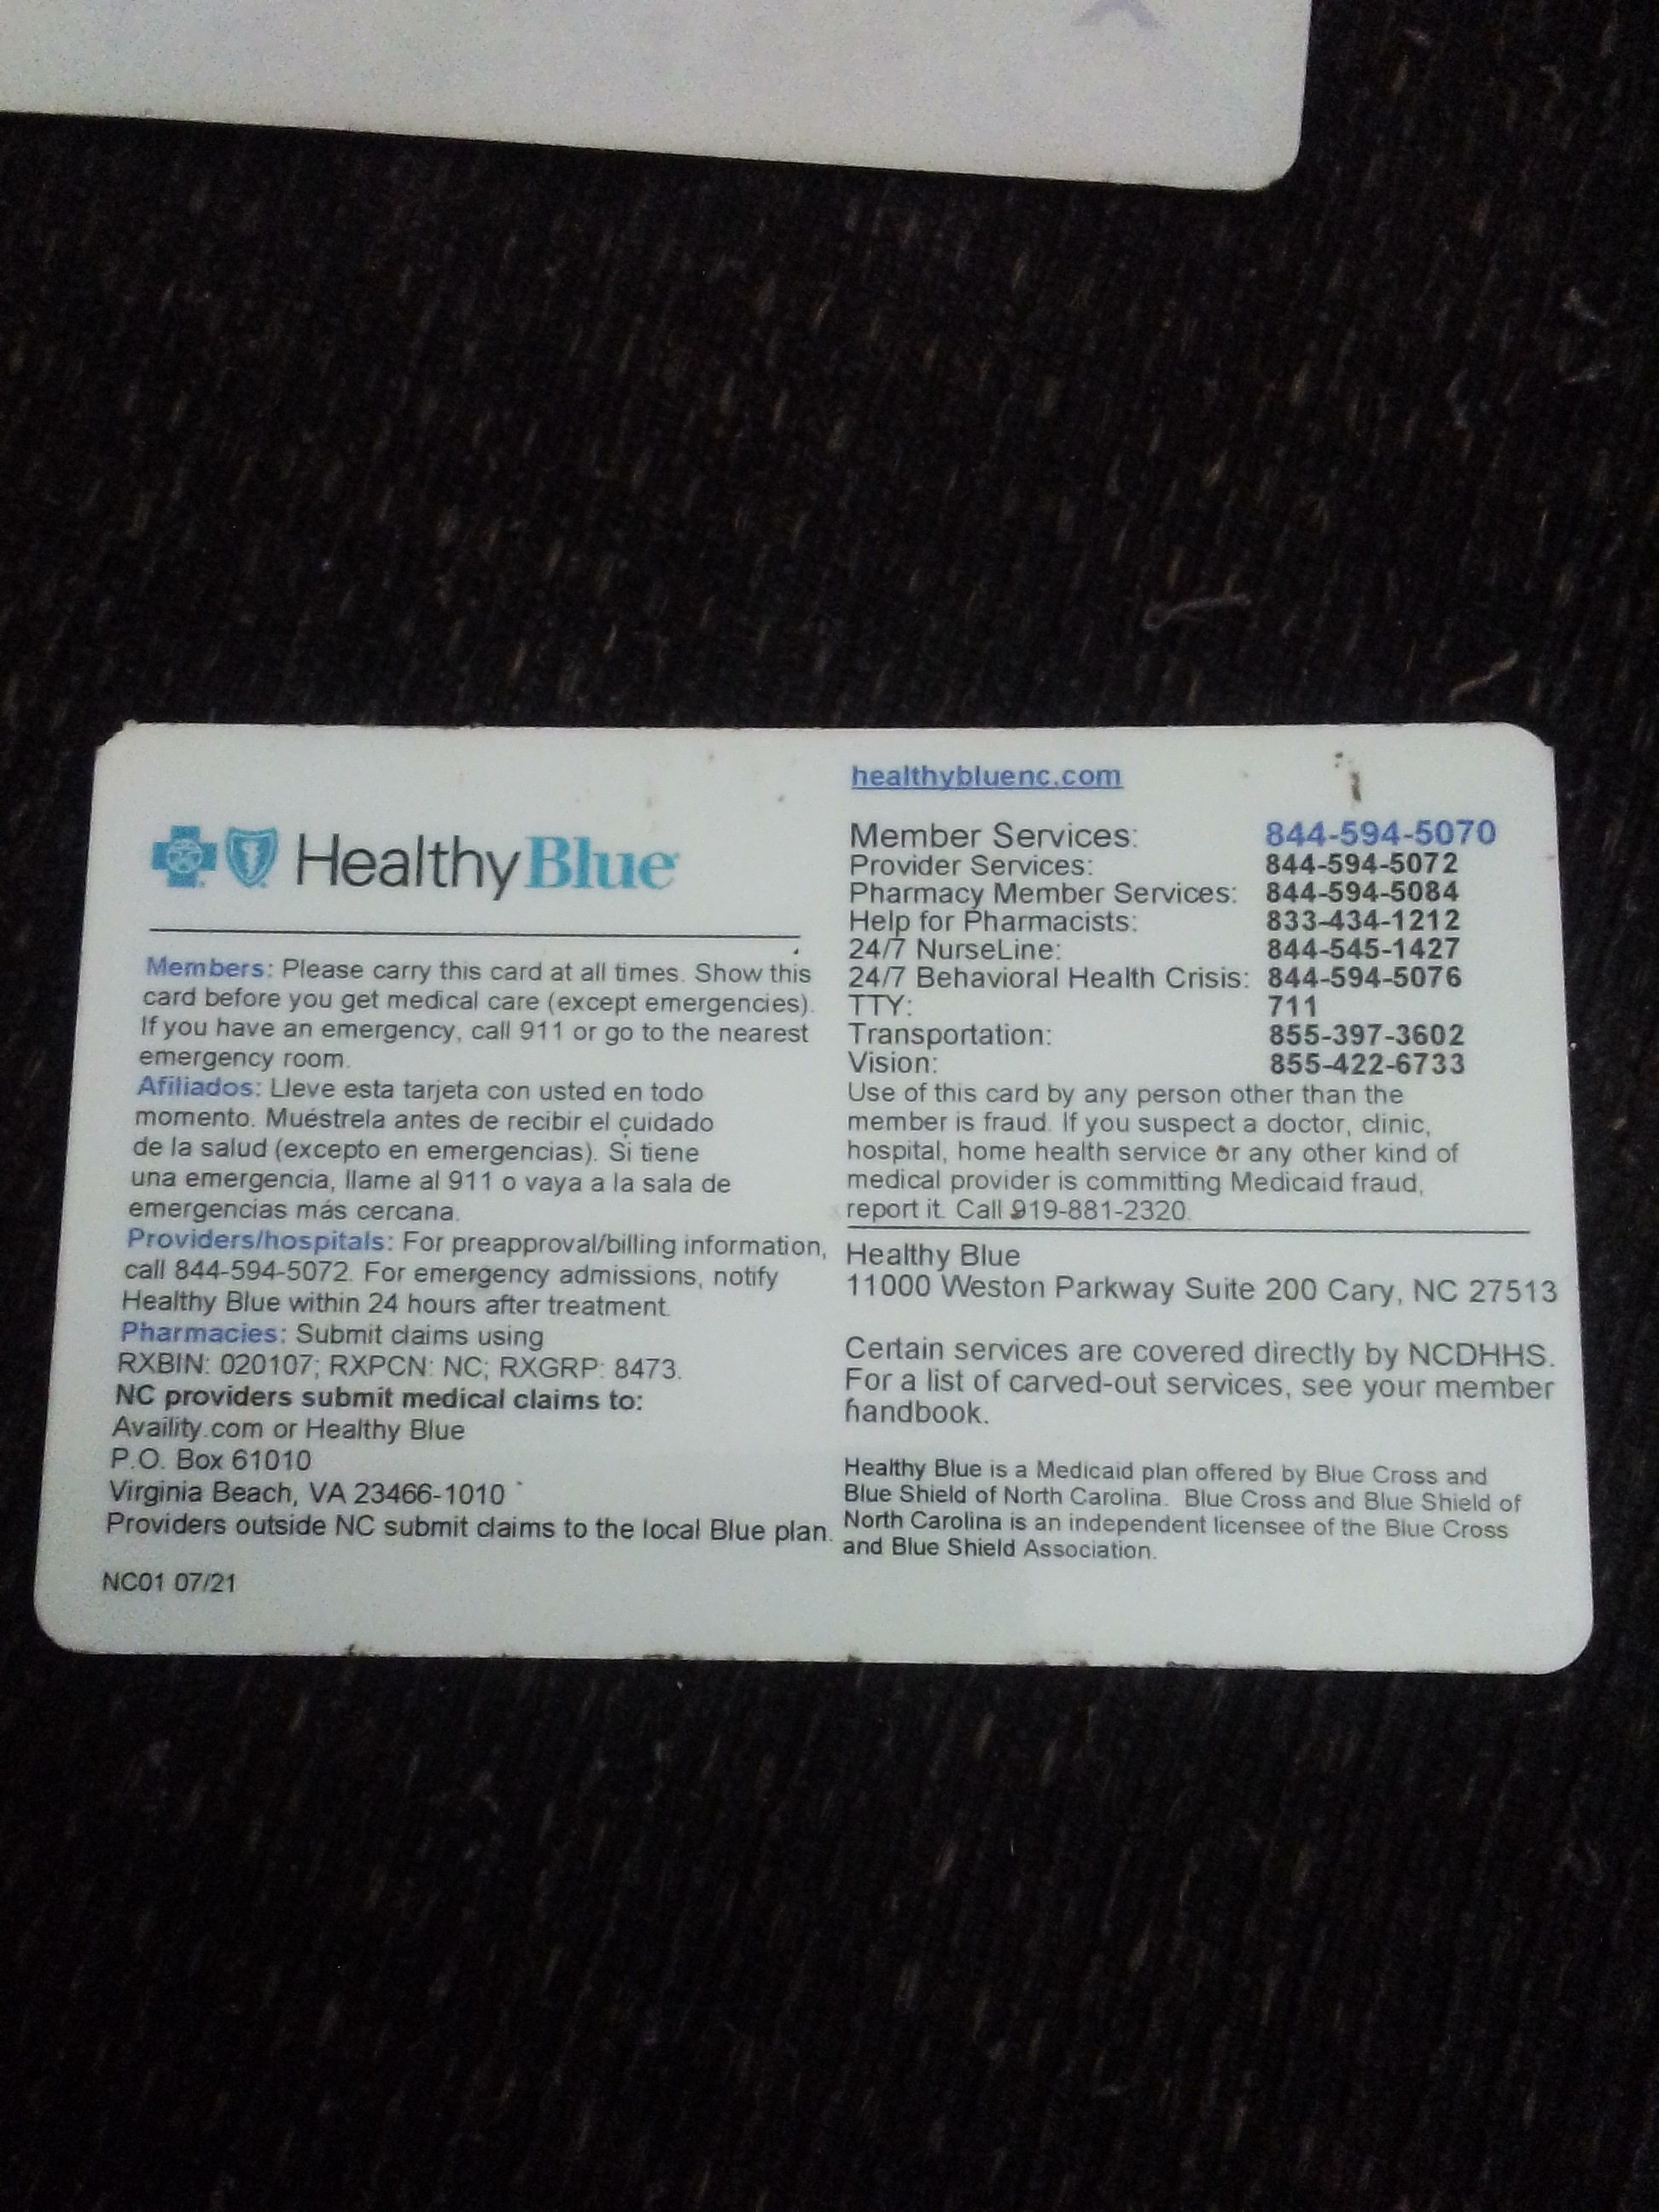 HealthyBlue
Members: Please carry this card at all times. Show this
card before you get medical care (except emergencies).
If you have an emergency, call 911 or go to the nearest
emergency room.
Afiliados: Lleve esta tarjeta con usted en todo
momento. Muéstrela antes de recibir el cuidado
de la salud (excepto en emergencias). Si tiene
una emergencia, llame al 911 o vaya a la sala de
emergencias más cercana.
Providers/hospitals: For preapproval/billing information,
call 844-594-5072. For emergency admissions, notify
Healthy Blue within 24 hours after treatment.
Pharmacies: Submit claims using
RXBIN: 020107; RXPCN: NC; RXGRP: 8473.
NC providers submit medical claims to:
Availity.com or Healthy Blue
P.O. Box 61010
Virginia Beach, VA 23466-1010
Providers outside NC submit claims to the local Blue plan.
NC01 07/21
healthybluenc.com
Member Services: 844-594-5070
Provider Services: 844-594-5072
Pharmacy Member Services: 844-594-5084
Help for Pharmacists: 833-434-1212
24/7 NurseLine: 844-545-1427
24/7 Behavioral Health Crisis: 844-594-5076
TTY: 711
Transportation: 855-397-3602
Vision: 855-422-6733
Use of this card by any person other than the
member is fraud. If you suspect a doctor, clinic,
hospital, home health service or any other kind of
medical provider is committing Medicaid fraud,
report it. Call 919-881-2320.
Healthy Blue
11000 Weston Parkway Suite 200 Cary, NC 27513
Certain services are covered directly by NCDHHS.
For a list of carved-out services, see your member
handbook.
Healthy Blue is a Medicaid plan offered by Blue Cross and
Blue Shield of North Carolina. Blue Cross and Blue Shield of
North Carolina is an independent licensee of the Blue Cross
and Blue Shield Association.